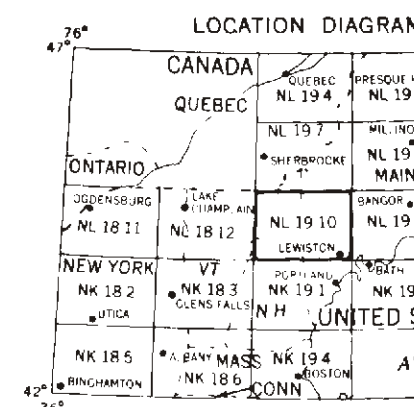 LOCATION DIAGRAM
76°
47°
CANADA
QUEBEC
PRESQUE
NL 19 4
NL 19
QUEBEC
NL 19 7
NL 19
SHERBROOKE
ONTARIO
MAIN
OGDENSBURG
LAKE
CHAMPLAIN
BANGOR
NL 18 11
NL 18 12
NL 19 10
NL 19
LEWISTON
NEW YORK
VT
PORTLAND
BATH
NK 18 2
NK 18 3
NK 19 1
NK 19
GLENS FALLS
UTICA
N H
UNITED S
NK 18 5
ALBANY
MASS
NK 19 4
A
NK 18 6
BOSTON
42°
BINGHAMTON
CONN